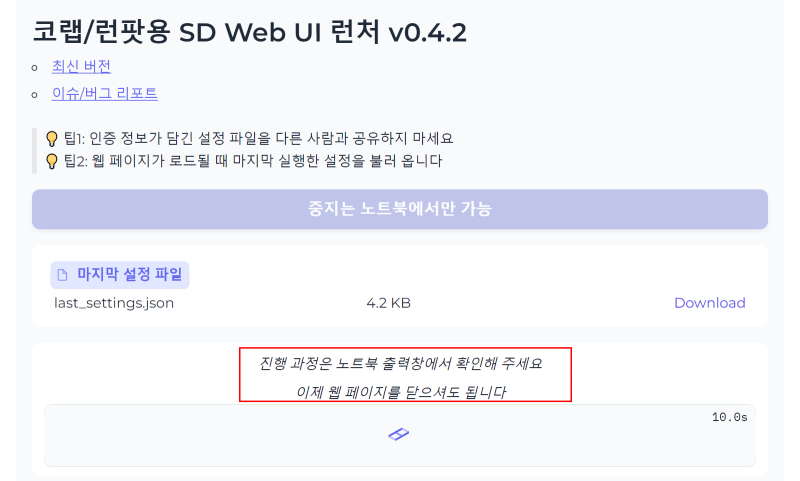 코랩/런팟용 SD Web UI 런처 v0.4.2
최신 버전
이슈/버그 리포트
팁1: 인증 정보가 담긴 설정 파일을 다른 사람과 공유하지 마세요
팁2: 웹 페이지가 로드될 때 마지막 실행한 설정을 불러 옵니다
중지는 노트북에서만 가능
마지막 설정 파일
last_settings.json 4.2 KB Download
진행 과정은 노트북 출력창에서 확인해 주세요
이제 웹 페이지를 닫으셔도 됩니다
10.0s